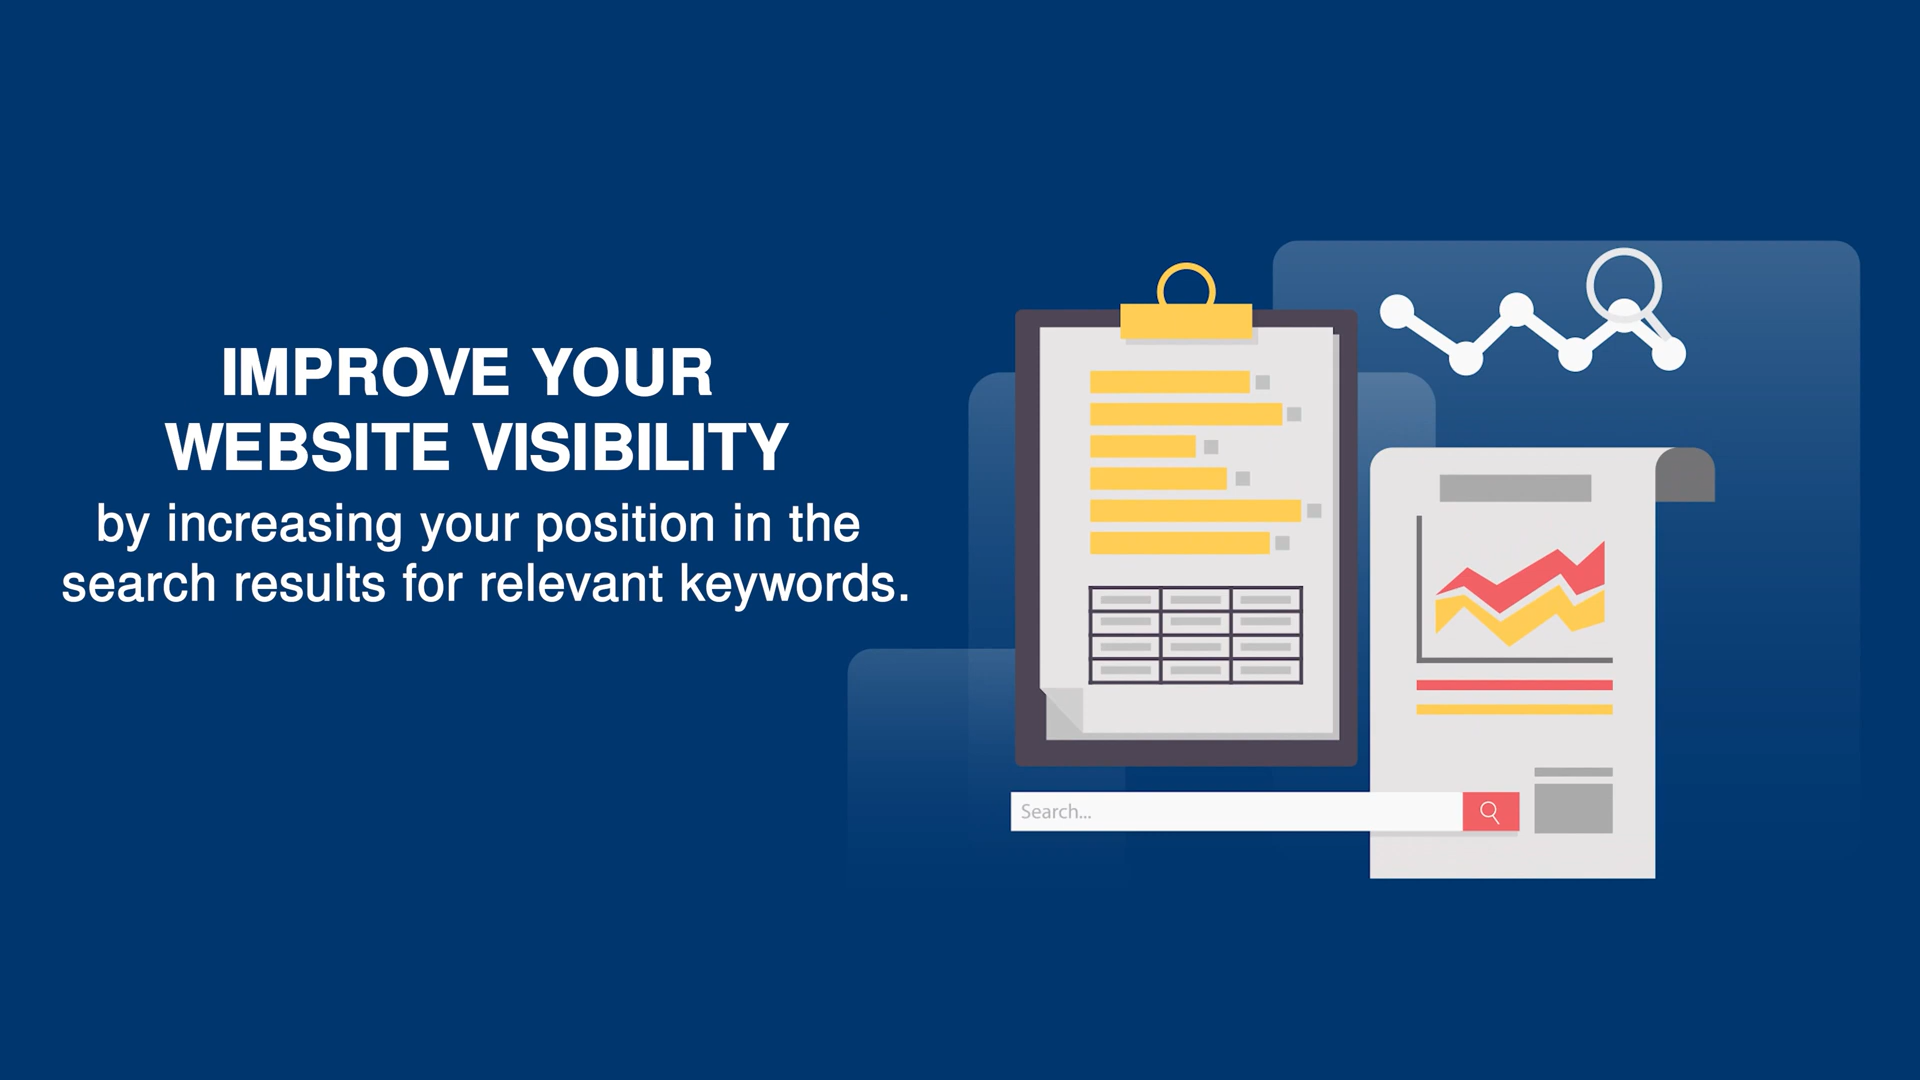 IMPROVE YOUR
WEBSITE VISIBILITY
by increasing your position in the
search results for relevant keywords.
Search...